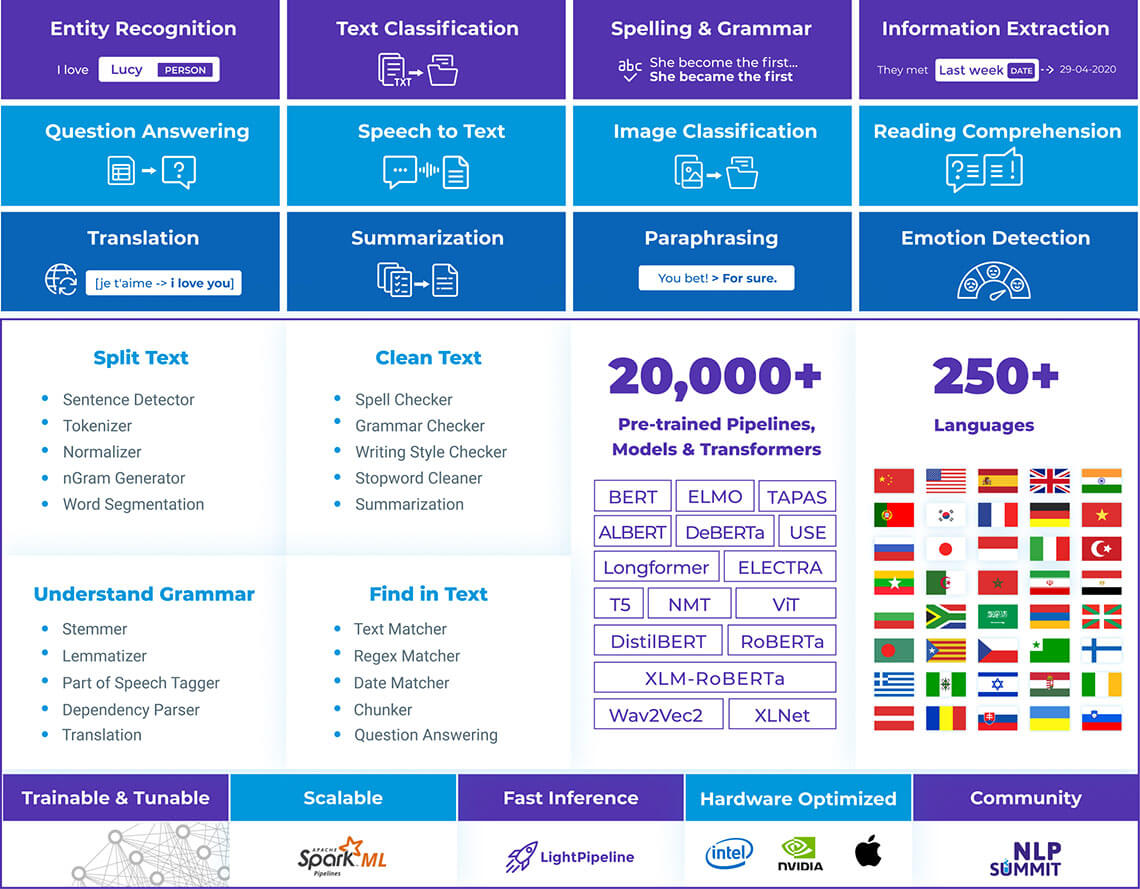 Entity Recognition
I love Lucy PERSON
Text Classification
TXT
Spelling & Grammar
abc
She become the first...
She became the first
Information Extraction
They met Last week DATE -> 29-04-2020
Question Answering
?
Speech to Text
...
Image Classification
Reading Comprehension
? !
Translation
[je t'aime -> i love you]
Summarization
Paraphrasing
You bet! > For sure.
Emotion Detection
Split Text
• Sentence Detector
• Tokenizer
• Normalizer
• nGram Generator
• Word Segmentation
Clean Text
• Spell Checker
• Grammar Checker
• Writing Style Checker
• Stopword Cleaner
• Summarization
Understand Grammar
• Stemmer
• Lemmatizer
• Part of Speech Tagger
• Dependency Parser
• Translation
Find in Text
• Text Matcher
• Regex Matcher
• Date Matcher
• Chunker
• Question Answering
20,000+
Pre-trained Pipelines,
Models & Transformers
BERT ELMO TAPAS
ALBERT DeBERTa USE
Longformer ELECTRA
T5 NMT ViT
DistilBERT RoBERTa
XLM-RoBERTa
Wav2Vec2 XLNet
250+
Languages
Trainable & Tunable
Scalable
APACHE
Spark ML
Pipelines
Fast Inference
LightPipeline
Hardware Optimized
intel
NVIDIA
Community
NLP
SUMMIT